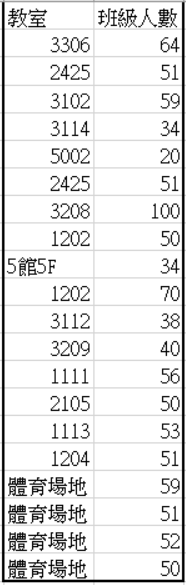 教室 班級人數
3306 64
2425 51
3102 59
3114 34
5002 20
2425 51
3208 100
1202 50
5館5F 34
1202 70
3112 38
3209 40
1111 56
2105 50
1113 53
1204 51
體育場地 59
體育場地 51
體育場地 52
體育場地 50